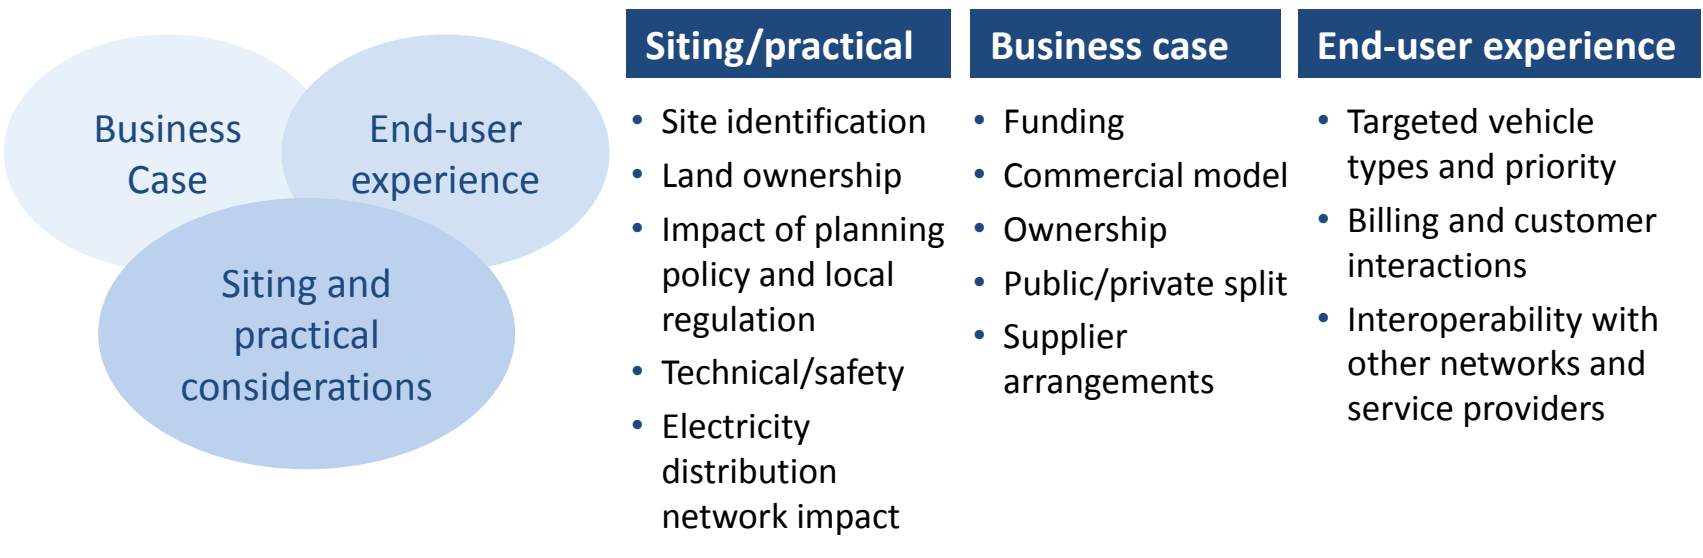 Business
Case
End-user
experience
Siting and
practical
considerations
Siting/practical
• Site identification
• Land ownership
• Impact of planning
policy and local
regulation
• Technical/safety
• Electricity
distribution
network impact
Business case
• Funding
• Commercial model
• Ownership
• Public/private split
• Supplier
arrangements
End-user experience
• Targeted vehicle
types and priority
• Billing and customer
interactions
• Interoperability with
other networks and
service providers